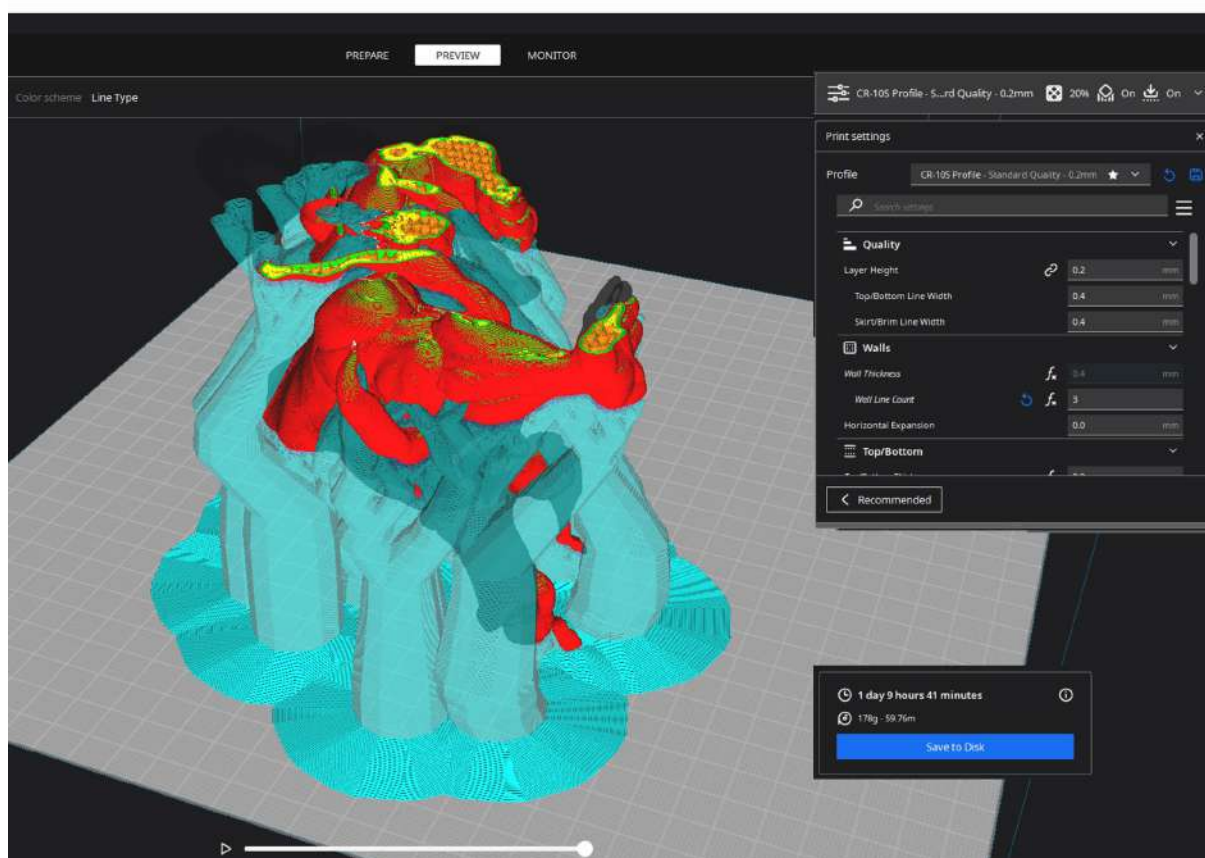 PREPARE PREVIEW MONITOR
Color scheme Line Type
CR-10S Profile - S...rd Quality - 0.2mm 20% On On
Print settings
Profile CR-10S Profile - Standard Quality - 0.2mm
Search settings
Quality
Layer Height 0.2 mm
Top/Bottom Line Width 0.4 mm
Skirt/Brim Line Width 0.4 mm
Walls
Wall Thickness 0.4 mm
Wall Line Count 3
Horizontal Expansion 0.0 mm
Top/Bottom
Recommended
1 day 9 hours 41 minutes
178g - 59.76m
Save to Disk